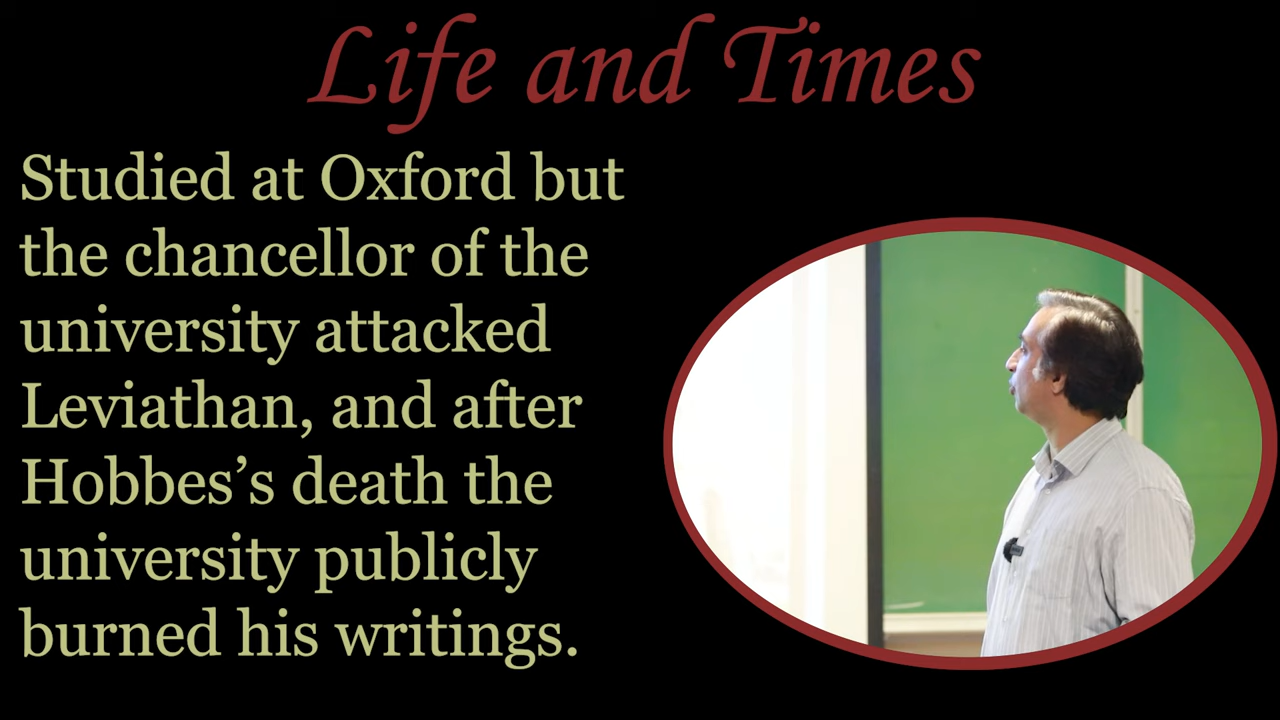 Life and Times
Studied at Oxford but
the chancellor of the
university attacked
Leviathan, and after
Hobbes’s death the
university publicly
burned his writings.